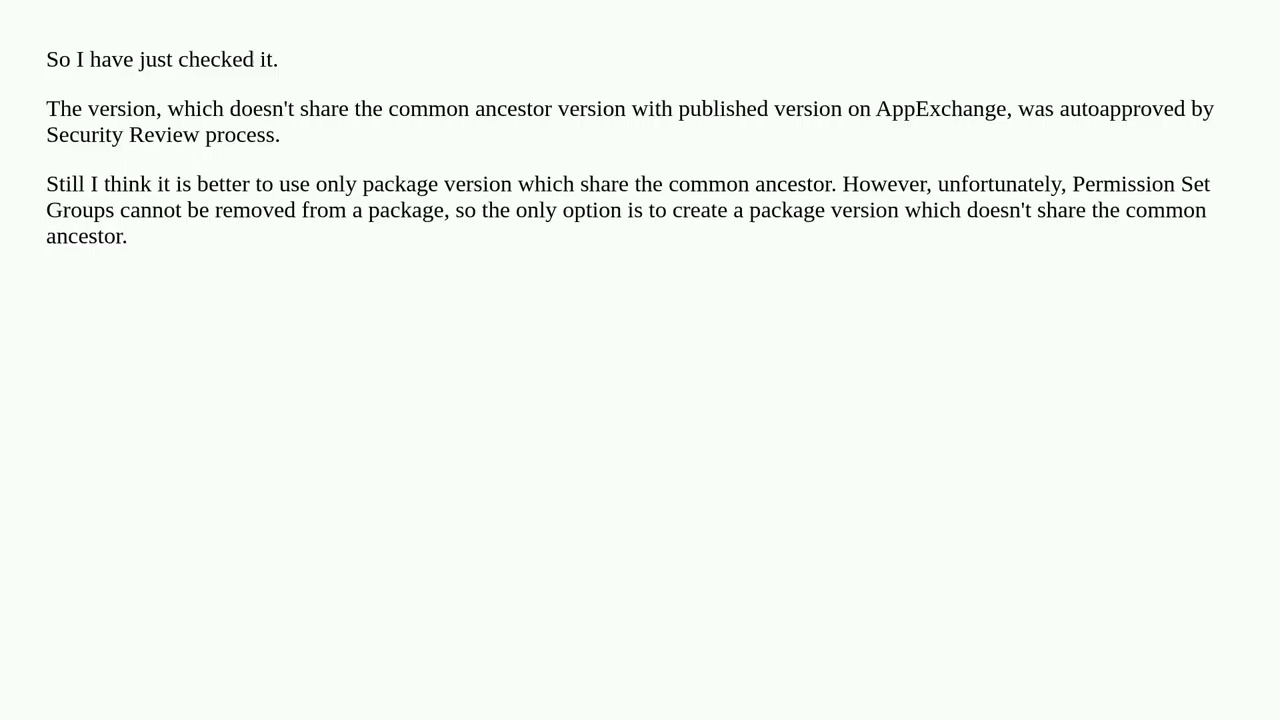 So I have just checked it.
The version, which doesn't share the common ancestor version with published version on AppExchange, was autoapproved by
Security Review process.
Still I think it is better to use only package version which share the common ancestor. However, unfortunately, Permission Set
Groups cannot be removed from a package, so the only option is to create a package version which doesn't share the common
ancestor.